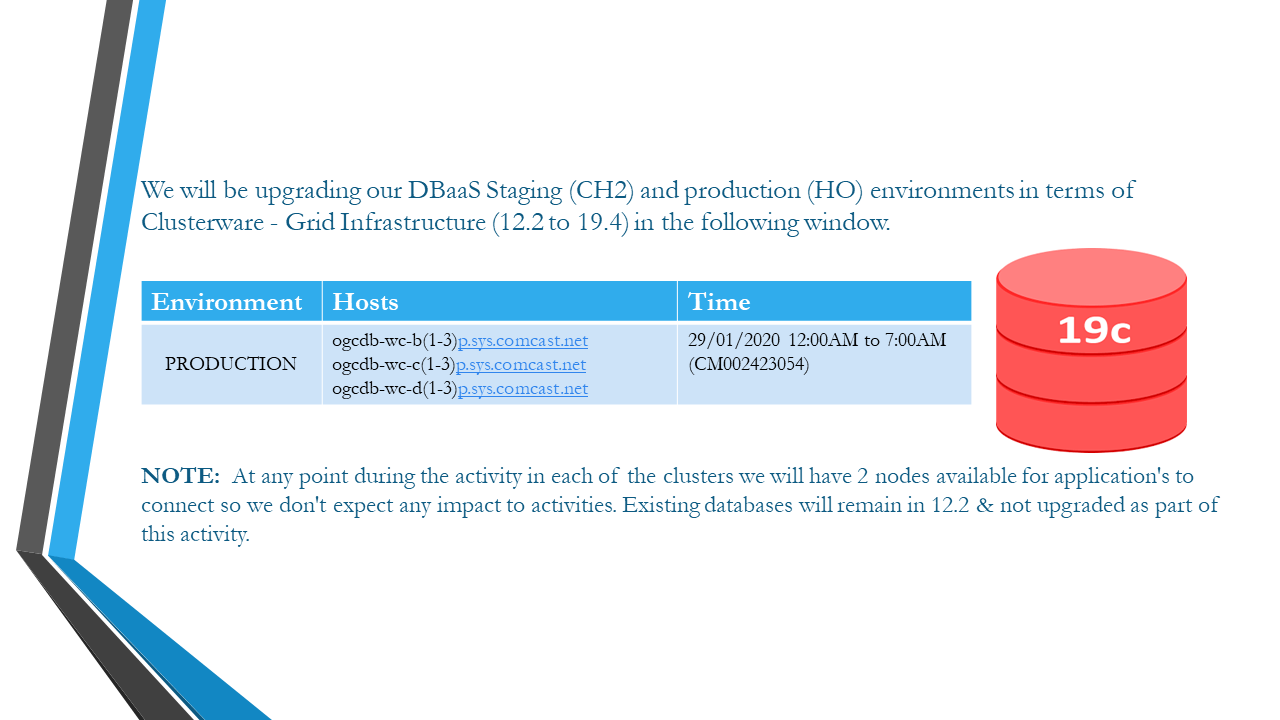 We will be upgrading our DBaaS Staging (CH2) and production (HO) environments in terms of
Clusterware - Grid Infrastructure (12.2 to 19.4) in the following window.
Environment Hosts Time
PRODUCTION
ogcdb-wc-b(1-3)p.sys.comcast.net
ogcdb-wc-c(1-3)p.sys.comcast.net
ogcdb-wc-d(1-3)p.sys.comcast.net
29/01/2020 12:00AM to 7:00AM
(CM002423054)
19c
NOTE: At any point during the activity in each of the clusters we will have 2 nodes available for application's to
connect so we don't expect any impact to activities. Existing databases will remain in 12.2 & not upgraded as part of
this activity.